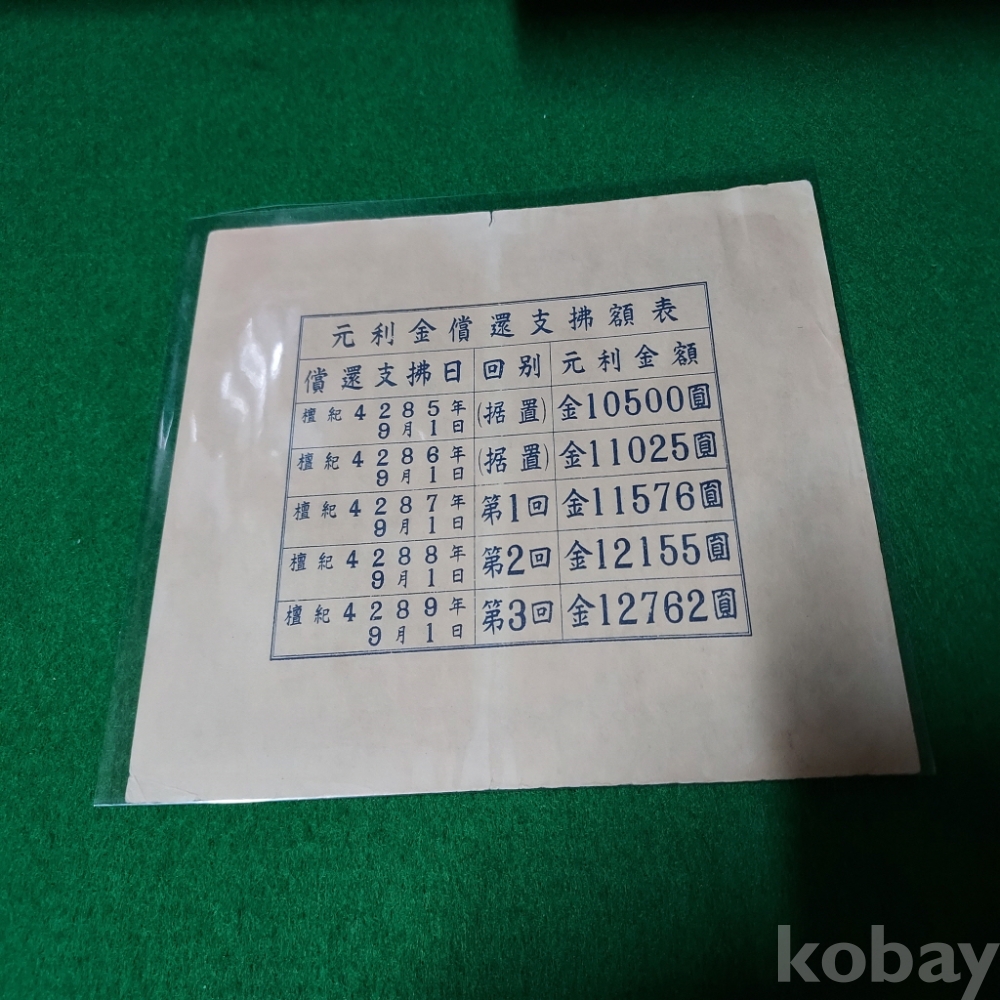 元利金償還支拂額表
償還支拂日 回別 元利金額
檀紀4285年9月1日 (据置) 金10500圓
檀紀4286年9月1日 (据置) 金11025圓
檀紀4287年9月1日 第1回 金11576圓
檀紀4288年9月1日 第2回 金12155圓
檀紀4289年9月1日 第3回 金12762圓
kobay